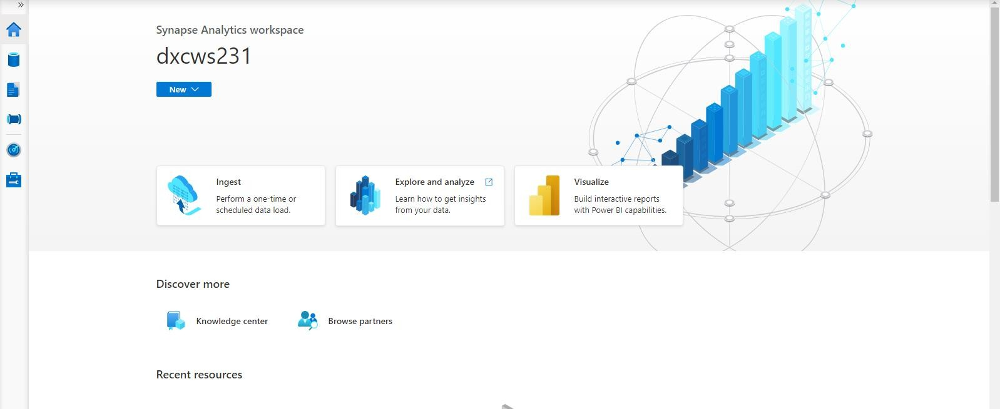 »
Synapse Analytics workspace
dxcws231
New
Ingest
Perform a one-time or
scheduled data load.
Explore and analyze
Learn how to get insights
from your data.
Visualize
Build interactive reports
with Power BI capabilities.
Discover more
Knowledge center
Browse partners
Recent resources